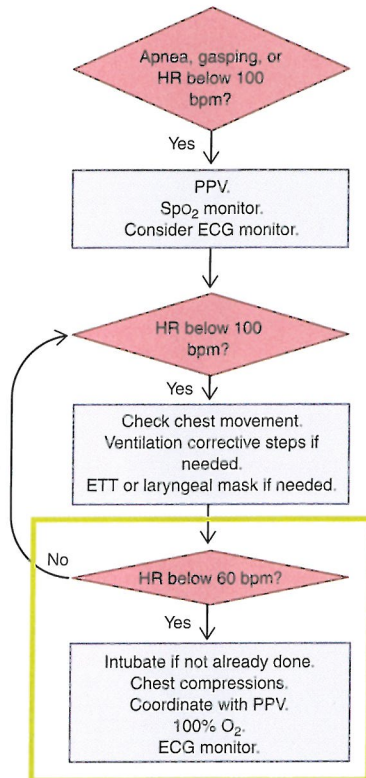 Apnea, gasping, or
HR below 100
bpm?
Yes
PPV.
Spo₂ monitor.
Consider ECG monitor.
HR below 100
bpm?
Yes
Check chest movement.
Ventilation corrective steps if
needed.
ETT or laryngeal mask if needed.
No
HR below 60 bpm?
Yes
Intubate if not already done.
Chest compressions.
Coordinate with PPV.
100% O₂.
ECG monitor.